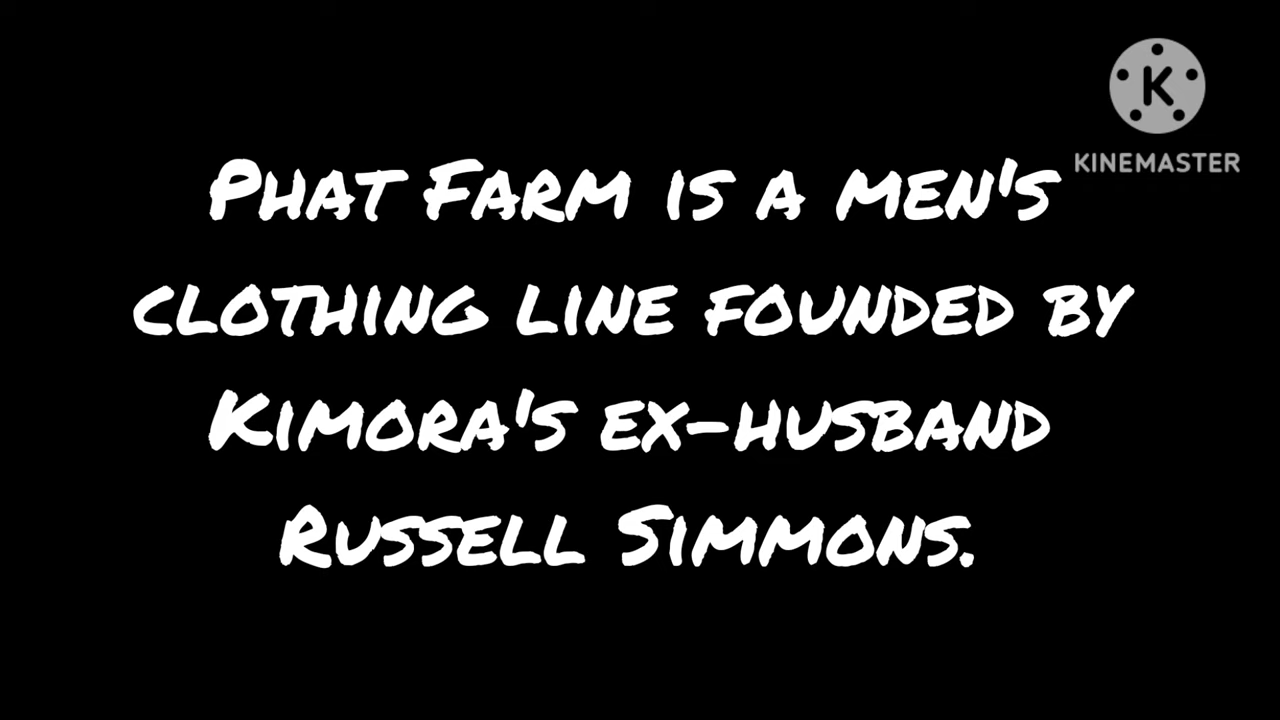 K
KINEMASTER
Phat Farm is a men's
clothing line founded by
Kimora's ex-husband
Russell Simmons.